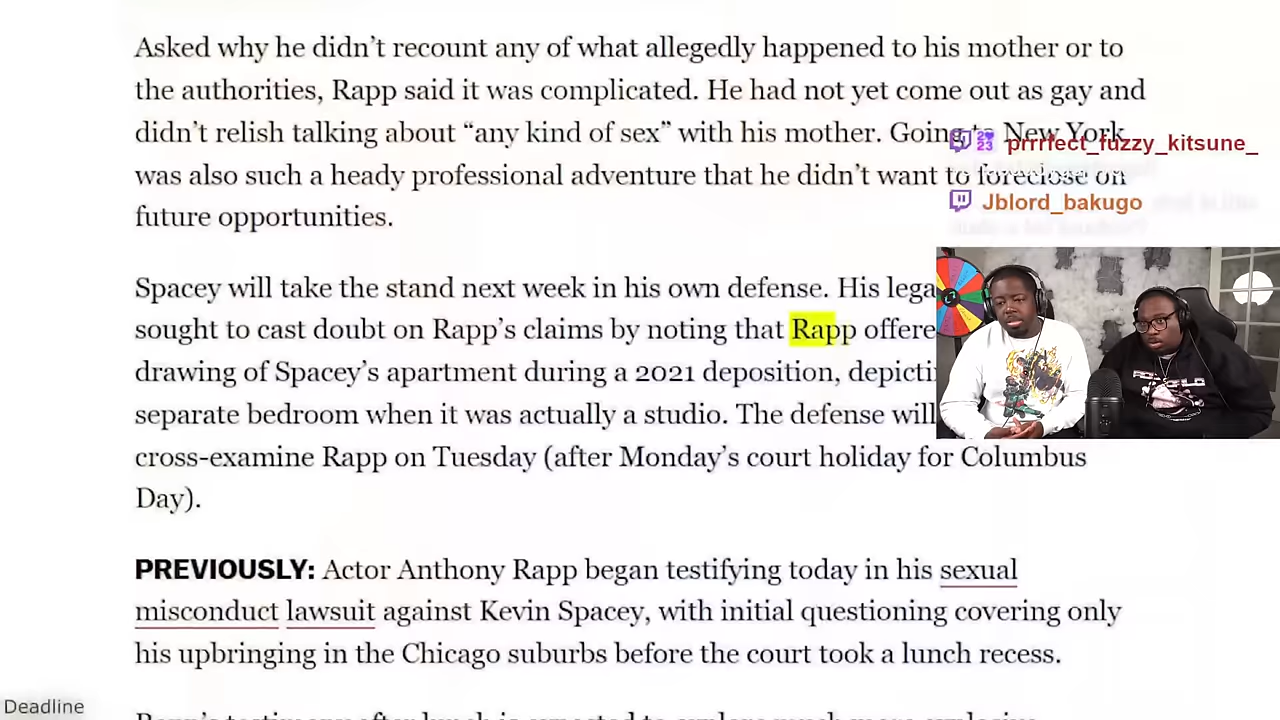 Asked why he didn’t recount any of what allegedly happened to his mother or to
the authorities, Rapp said it was complicated. He had not yet come out as gay and
didn’t relish talking about “any kind of sex” with his mother. Going to New York
prrrfect_fuzzy_kitsune_
was also such a heady professional adventure that he didn’t want to foreclose on
Jblord_bakugo
future opportunities.
Spacey will take the stand next week in his own defense. His
sought to cast doubt on Rapp’s claims by noting that Rapp
drawing of Spacey’s apartment during a 2021 deposition,
separate bedroom when it was actually a studio. The defense will
cross-examine Rapp on Tuesday (after Monday’s court holiday for Columbus
Day).
PREVIOUSLY: Actor Anthony Rapp began testifying today in his sexual
misconduct lawsuit against Kevin Spacey, with initial questioning covering only
his upbringing in the Chicago suburbs before the court took a lunch recess.
Deadline